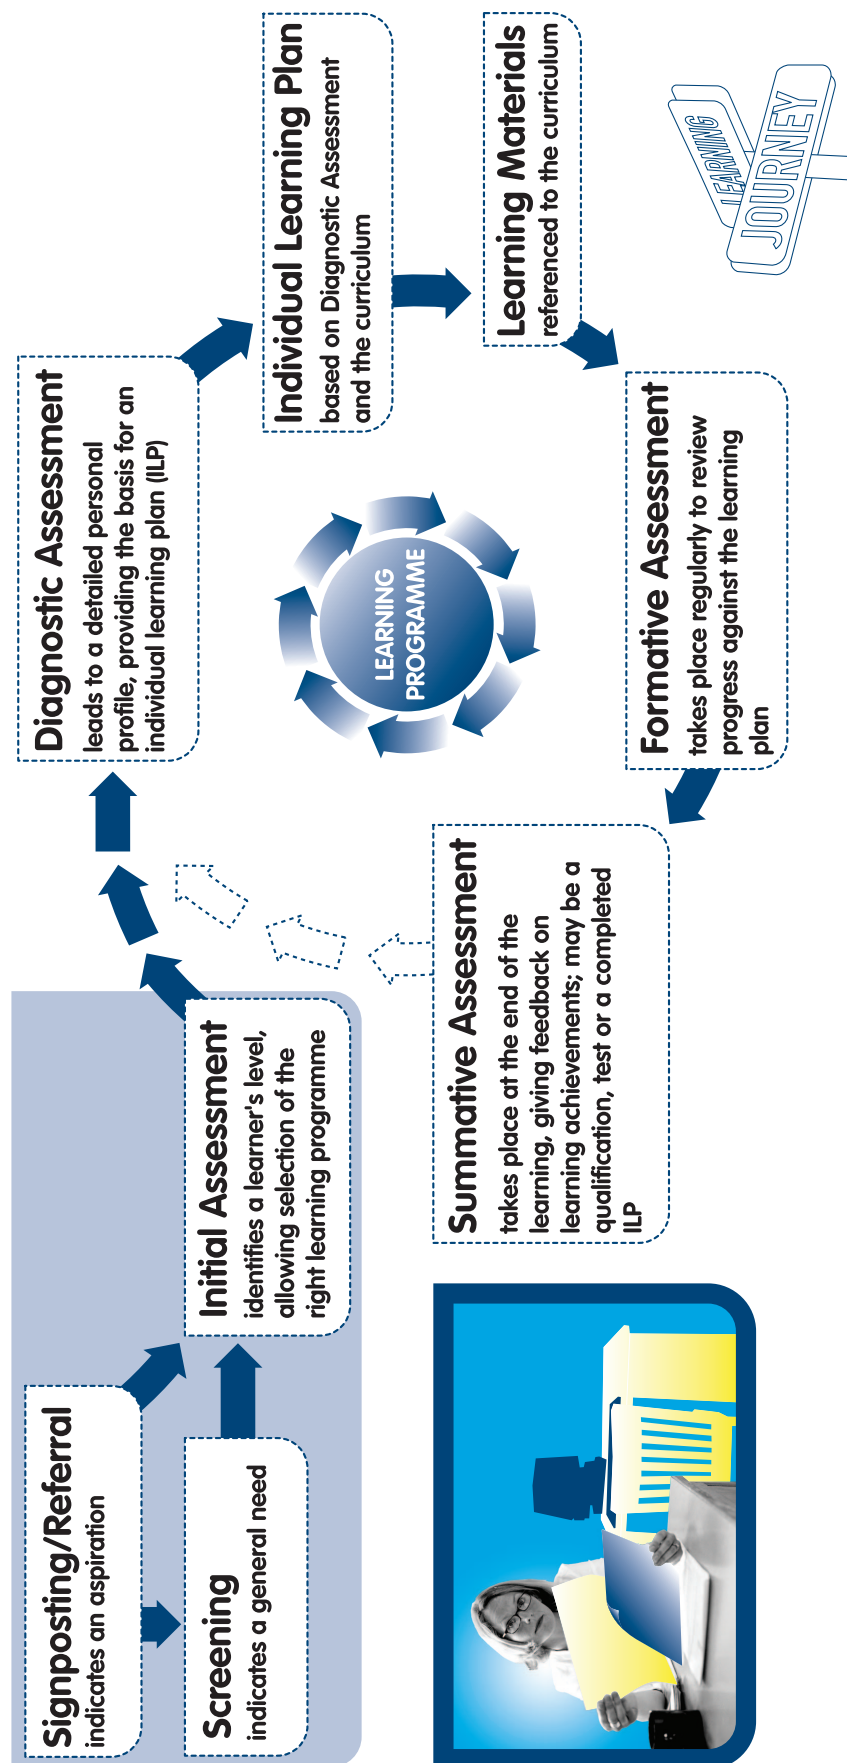 Signposting/Referral
indicates an aspiration
Screening
indicates a general need
Initial Assessment
identifies a learner's level,
allowing selection of the
right learning programme
Diagnostic Assessment
leads to a detailed personal
profile, providing the basis for an
individual learning plan (ILP)
Individual Learning Plan
based on Diagnostic Assessment
and the curriculum
Learning Materials
referenced to the curriculum
Formative Assessment
takes place regularly to review
progress against the learning
plan
Summative Assessment
takes place at the end of the
learning, giving feedback on
learning achievements; may be a
qualification, test or a completed
ILP
LEARNING
PROGRAMME
LEARNING
JOURNEY